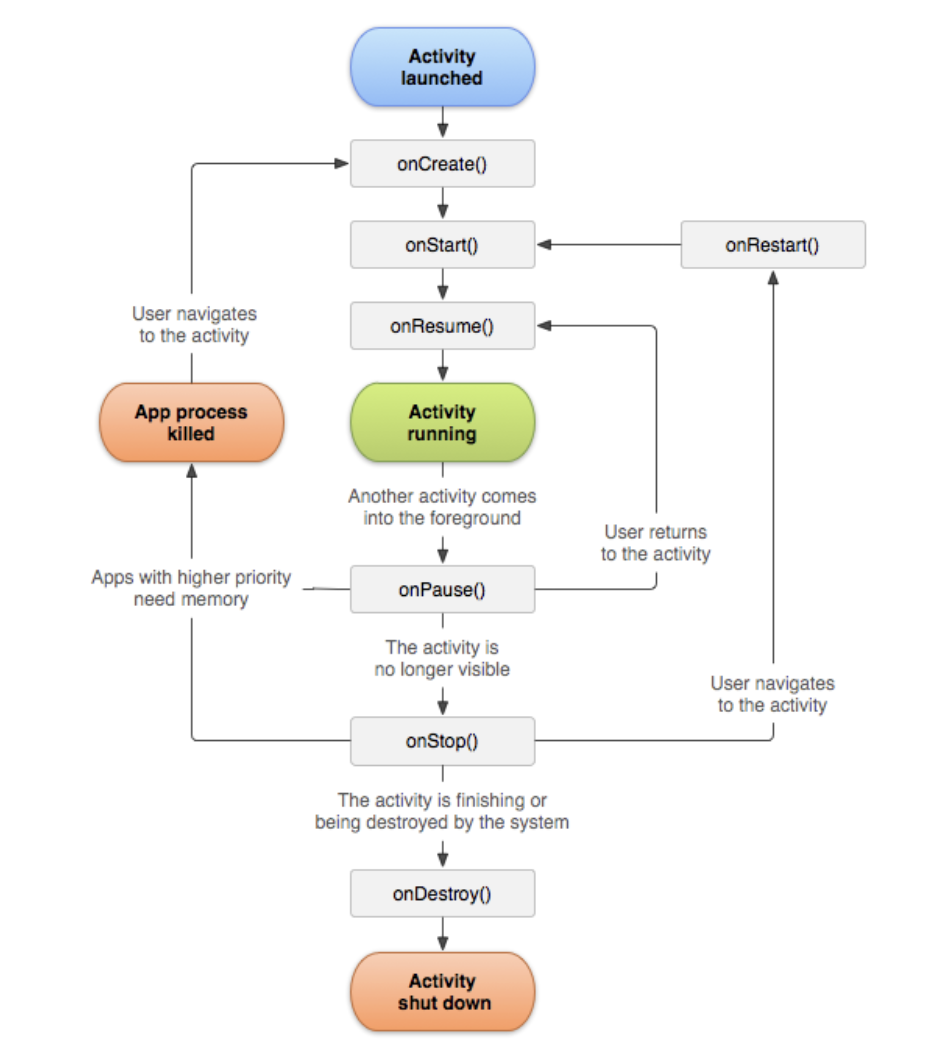 Activity
launched
onCreate()
onStart()
onRestart()
User navigates
to the activity
onResume()
App process
killed
Activity
running
Another activity comes
into the foreground
User returns
to the activity
Apps with higher priority
need memory
onPause()
The activity is
no longer visible
User navigates
to the activity
onStop()
The activity is finishing or
being destroyed by the system
onDestroy()
Activity
shut down